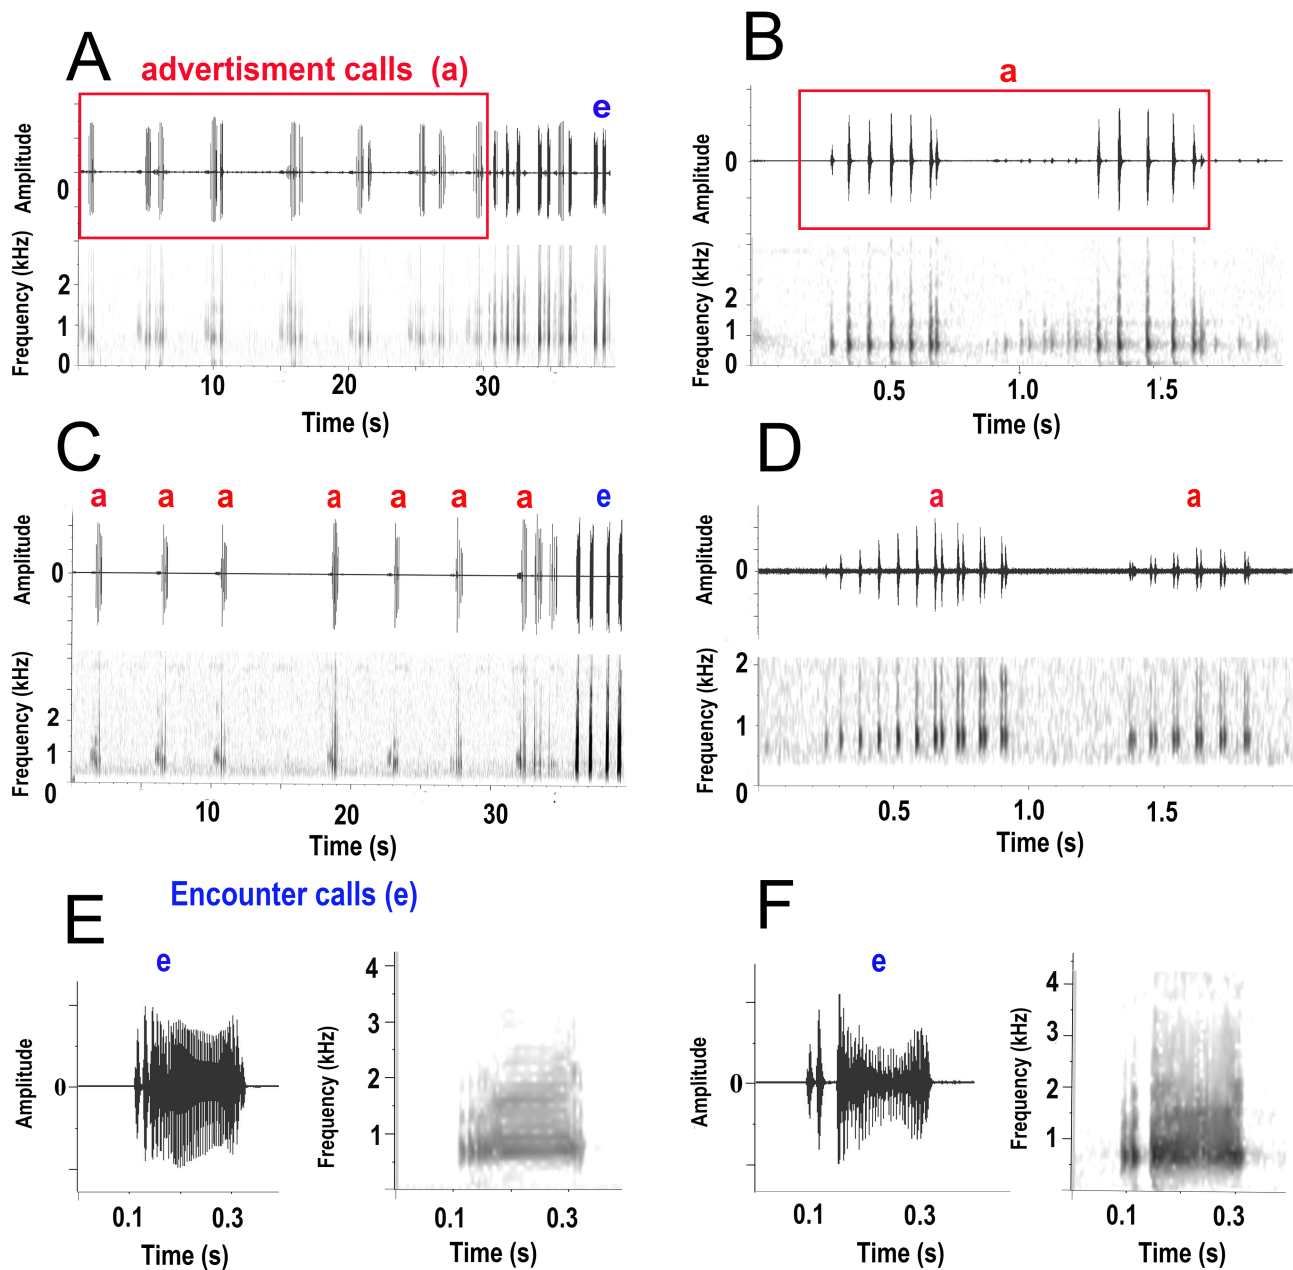 A
advertisment calls (a)
e
Amplitude
0
Frequency (kHz)
2
1
0
10
20
30
Time (s)
B
a
Amplitude
0
Frequency (kHz)
2
1
0
0.5
1.0
1.5
Time (s)
C
a a a a a a a e
Amplitude
0
Frequency (kHz)
2
1
0
10
20
30
Time (s)
D
a a
Amplitude
0
Frequency (kHz)
2
1
0
0.5
1.0
1.5
Time (s)
Encounter calls (e)
E
e
Amplitude
0
0.1
0.3
Time (s)
Frequency (kHz)
4
3
2
1
0.1
0.3
Time (s)
F
e
Amplitude
0
0.1
0.3
Time (s)
Frequency (kHz)
4
3
2
1
0.1
0.3
Time (s)